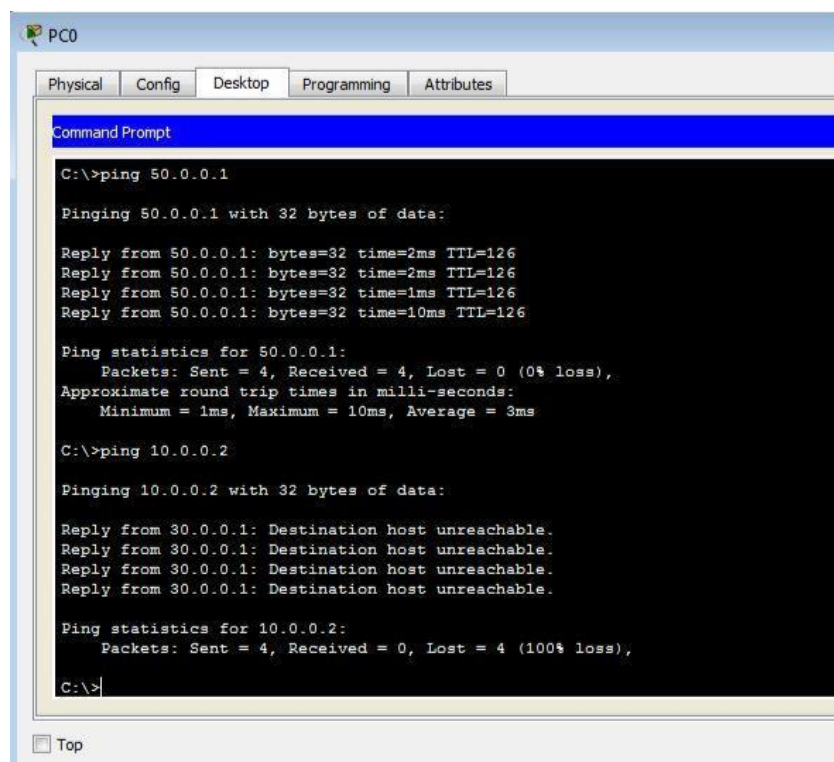 PC0
Physical Config Desktop Programming Attributes
Command Prompt
C:\>ping 50.0.0.1
Pinging 50.0.0.1 with 32 bytes of data:
Reply from 50.0.0.1: bytes=32 time=2ms TTL=126
Reply from 50.0.0.1: bytes=32 time=2ms TTL=126
Reply from 50.0.0.1: bytes=32 time=1ms TTL=126
Reply from 50.0.0.1: bytes=32 time=10ms TTL=126
Ping statistics for 50.0.0.1:
Packets: Sent = 4, Received = 4, Lost = 0 (0% loss),
Approximate round trip times in milli-seconds:
Minimum = 1ms, Maximum = 10ms, Average = 3ms
C:\>ping 10.0.0.2
Pinging 10.0.0.2 with 32 bytes of data:
Reply from 30.0.0.1: Destination host unreachable.
Reply from 30.0.0.1: Destination host unreachable.
Reply from 30.0.0.1: Destination host unreachable.
Reply from 30.0.0.1: Destination host unreachable.
Ping statistics for 10.0.0.2:
Packets: Sent = 4, Received = 0, Lost = 4 (100% loss),
C:\>
Top